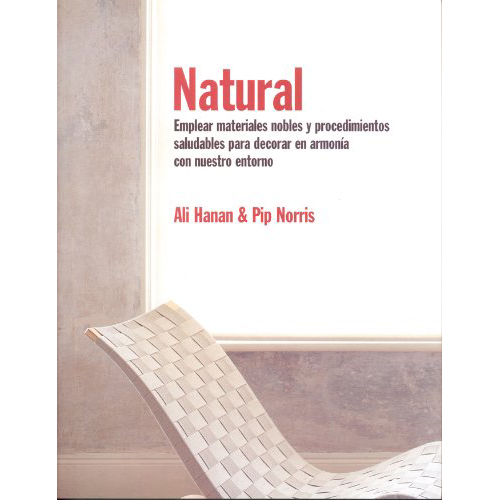 Natural
Emplear materiales nobles y procedimientos
saludables para decorar en armonía
con nuestro entorno
Ali Hanan & Pip Norris